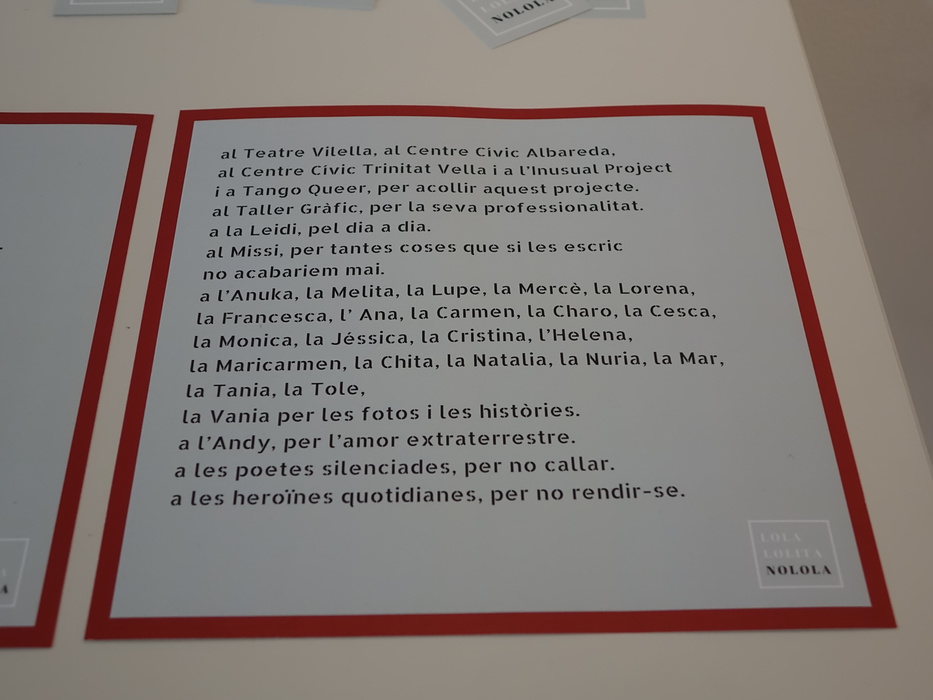 NOLOLA
al Teatre Vilella, al Centre Cívic Albareda,
al Centre Cívic Trinitat Vella i a l'Inusual Project
i a Tango Queer, per acollir aquest projecte.
al Taller Gràfic, per la seva professionalitat.
a la Leidi, pel dia a dia.
al Missi, per tantes coses que si les escric
no acabariem mai.
a l'Anuka, la Melita, la Lupe, la Mercè, la Lorena,
la Francesca, l' Ana, la Carmen, la Charo, la Cesca,
la Monica, la Jéssica, la Cristina, l'Helena,
la Maricarmen, la Chita, la Natalia, la Nuria, la Mar,
la Tania, la Tole,
la Vania per les fotos i les històries.
a l'Andy, per l'amor extraterrestre.
a les poetes silenciades, per no callar.
a les heroïnes quotidianes, per no rendir-se.
LOLA
LOLITA
NOLOLA